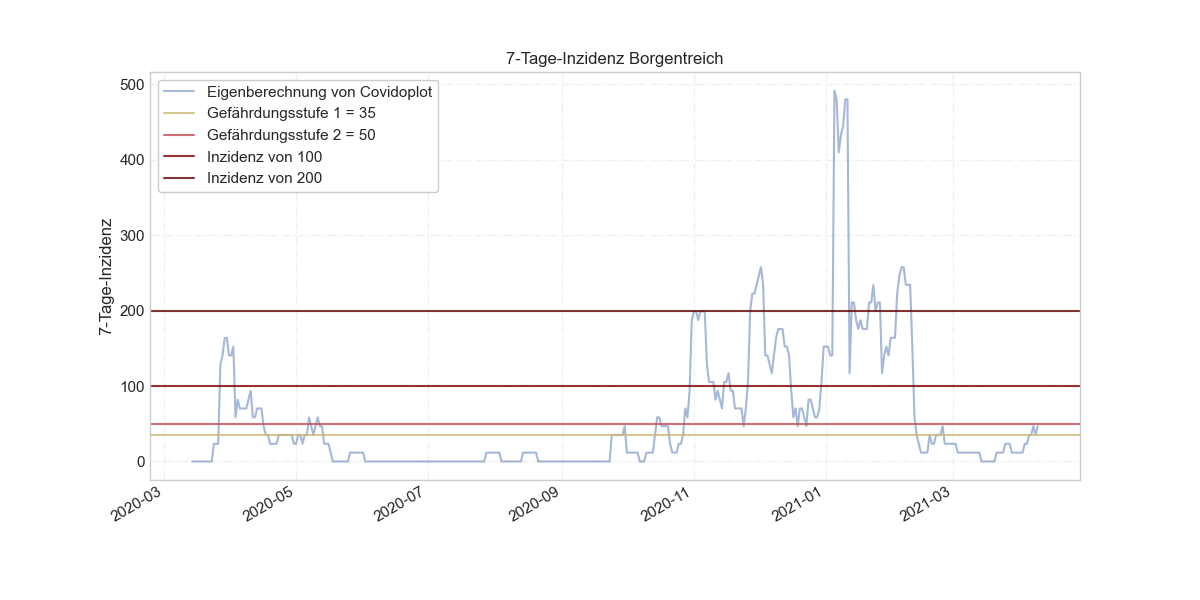 7-Tage-Inzidenz Borgentreich
500
400
300
200
100
0
7-Tage-Inzidenz
Eigenberechnung von Covidoplot
Gefährdungsstufe 1 = 35
Gefährdungsstufe 2 = 50
Inzidenz von 100
Inzidenz von 200
2020-03
2020-05
2020-07
2020-09
2020-11
2021-01
2021-03